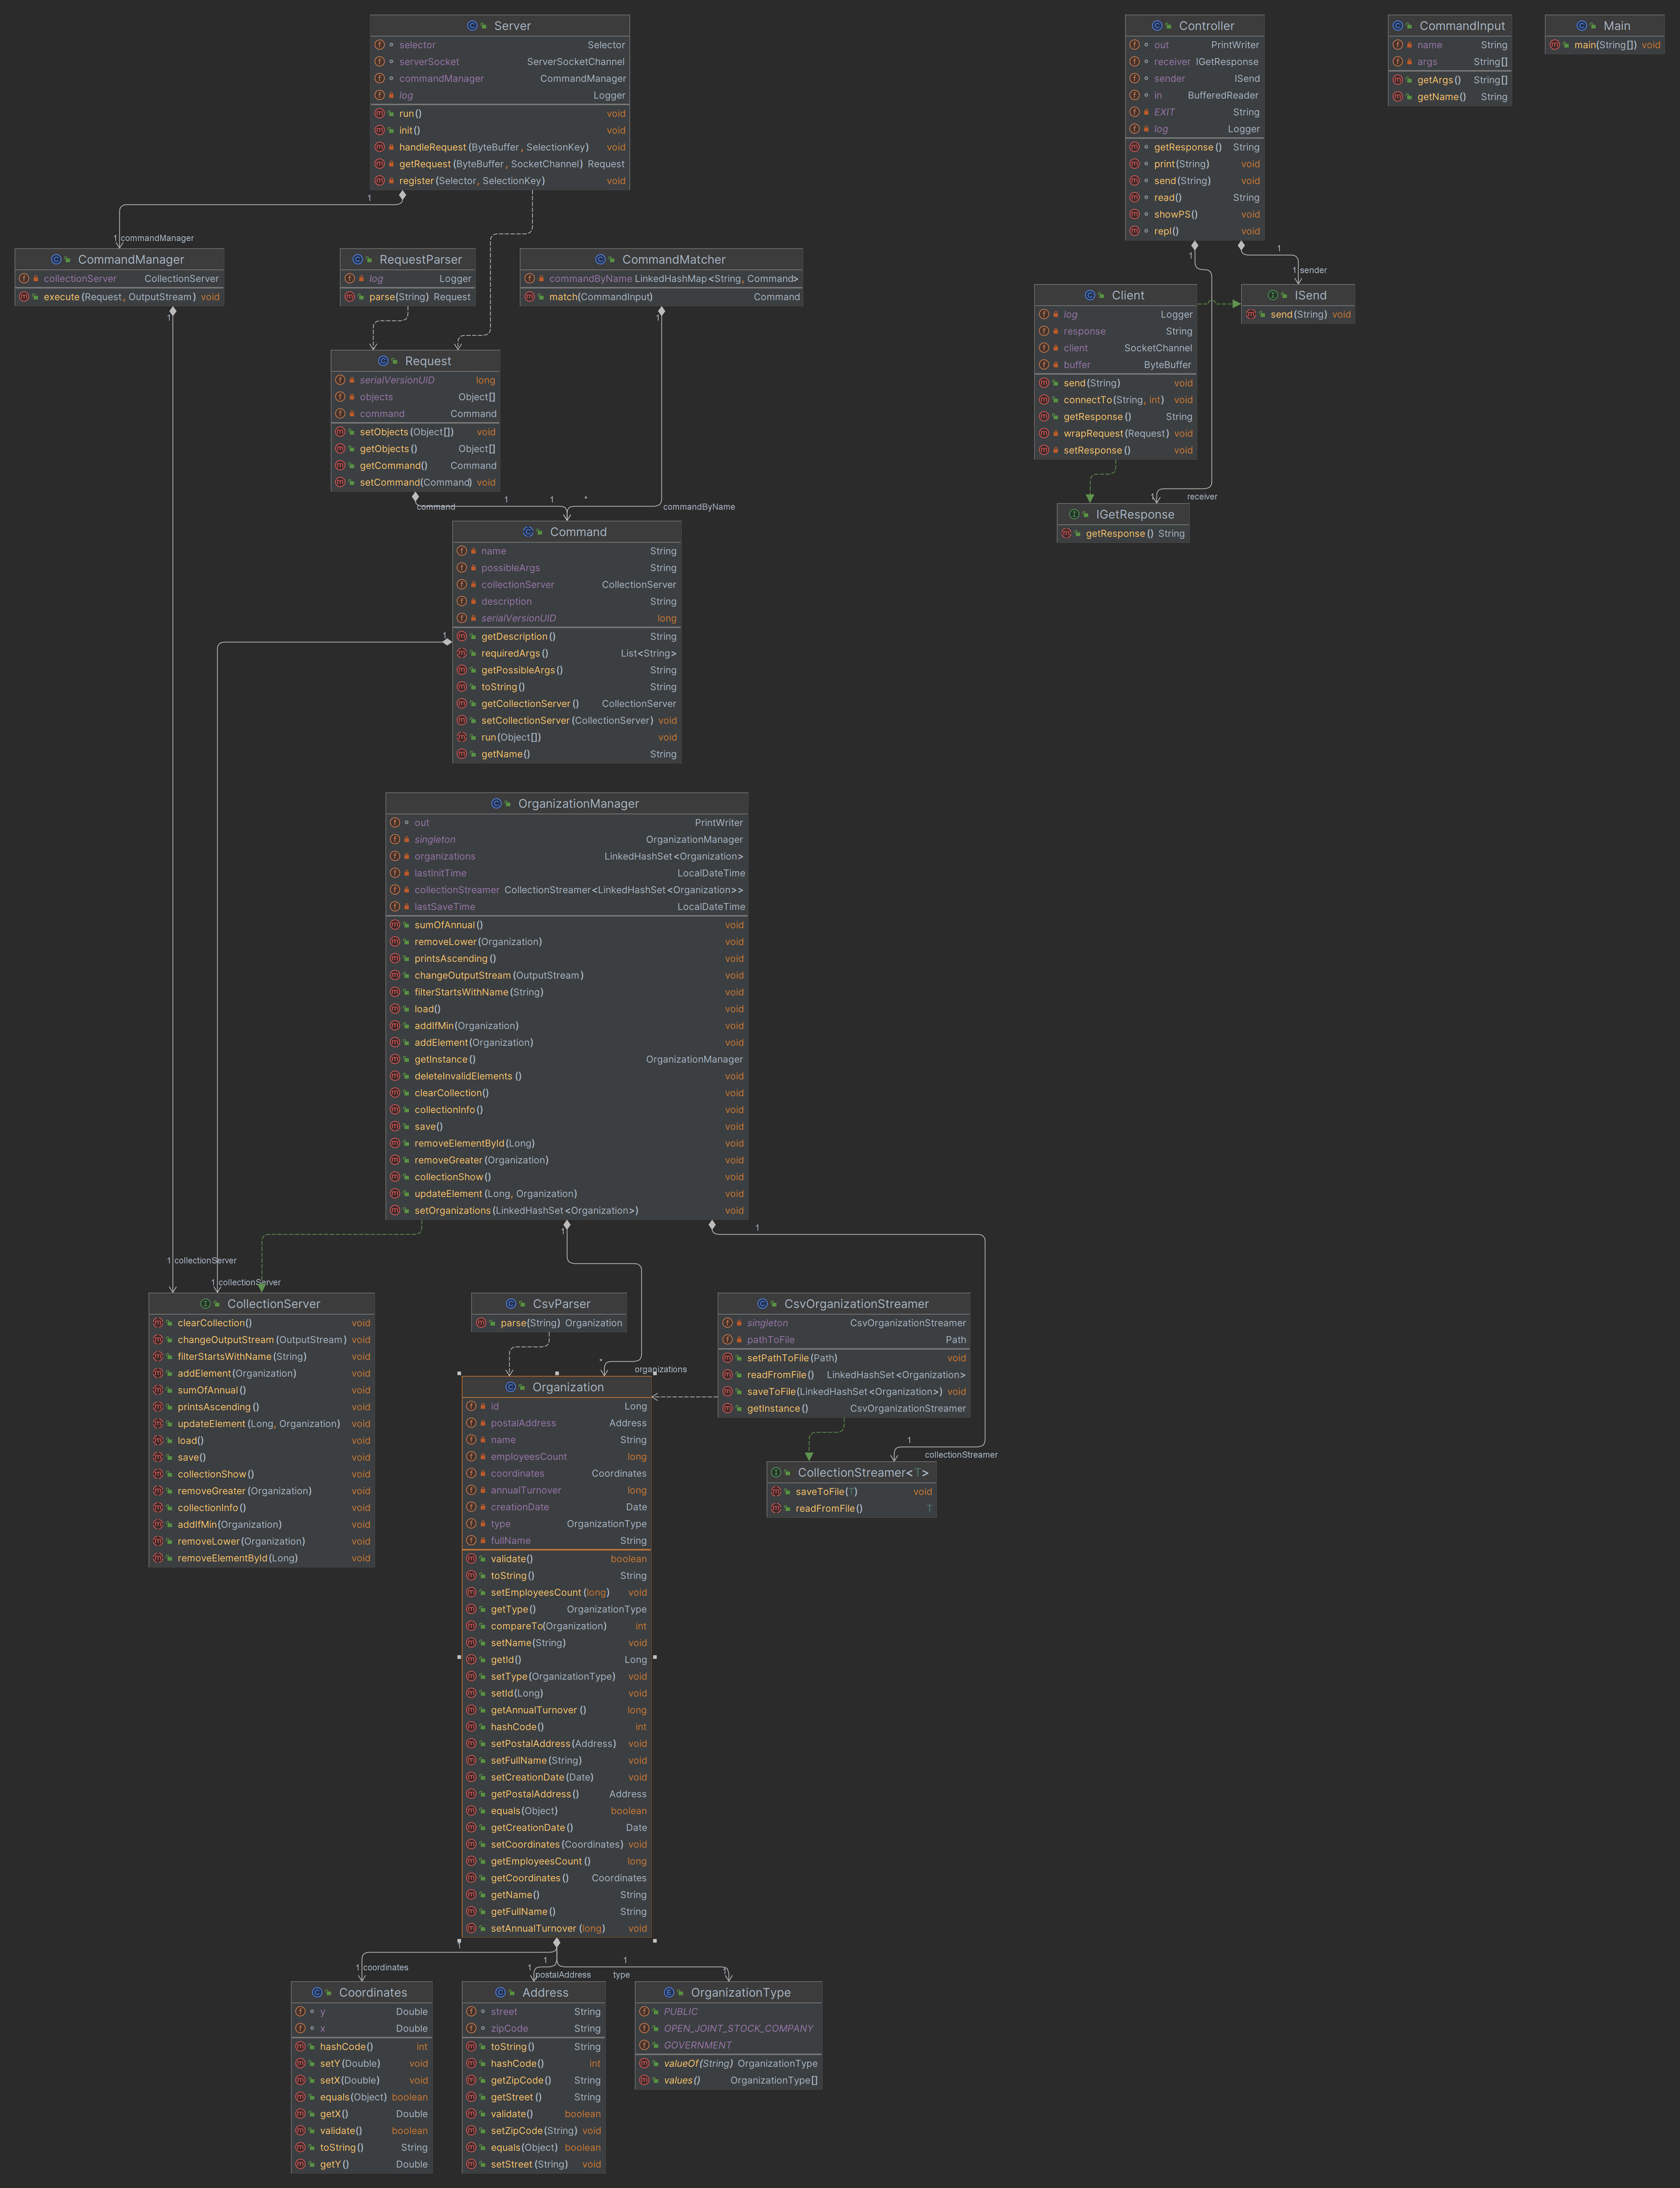 Server
selector Selector
serverSocket ServerSocketChannel
commandManager CommandManager
log Logger
run() void
init() void
handleRequest(ByteBuffer, SelectionKey) void
getRequest(ByteBuffer, SocketChannel) Request
register(Selector, SelectionKey) void
1
1 commandManager
CommandManager
collectionServer CollectionServer
execute(Request, OutputStream) void
1
RequestParser
log Logger
parse(String) Request
CommandMatcher
commandByName LinkedHashMap<String, Command>
match(CommandInput) Command
1
Request
serialVersionUID long
objects Object[]
command Command
setObjects(Object[]) void
getObjects() Object[]
getCommand() Command
setCommand(Command) void
1 1 *
command commandByName
Command
name String
possibleArgs String
collectionServer CollectionServer
description String
serialVersionUID long
getDescription() String
requiredArgs() List<String>
getPossibleArgs() String
toString() String
getCollectionServer() CollectionServer
setCollectionServer(CollectionServer) void
run(Object[]) void
getName() String
1
OrganizationManager
out PrintWriter
singleton OrganizationManager
organizations LinkedHashSet<Organization>
lastInitTime LocalDateTime
collectionStreamer CollectionStreamer<LinkedHashSet<Organization>>
lastSaveTime LocalDateTime
sumOfAnnual() void
removeLower(Organization) void
printsAscending() void
changeOutputStream(OutputStream) void
filterStartsWithName(String) void
load() void
addIfMin(Organization) void
addElement(Organization) void
getInstance() OrganizationManager
deleteInvalidElements() void
clearCollection() void
collectionInfo() void
save() void
removeElementById(Long) void
removeGreater(Organization) void
collectionShow() void
updateElement(Long, Organization) void
setOrganizations(LinkedHashSet<Organization>) void
1
1
1 collectionServer
1 collectionServer
CollectionServer
clearCollection() void
changeOutputStream(OutputStream) void
filterStartsWithName(String) void
addElement(Organization) void
sumOfAnnual() void
printsAscending() void
updateElement(Long, Organization) void
load() void
save() void
collectionShow() void
removeGreater(Organization) void
collectionInfo() void
addIfMin(Organization) void
removeLower(Organization) void
removeElementById(Long) void
CsvParser
parse(String) Organization
*
organizations
CsvOrganizationStreamer
singleton CsvOrganizationStreamer
pathToFile Path
setPathToFile(Path) void
readFromFile() LinkedHashSet<Organization>
saveToFile(LinkedHashSet<Organization>) void
getInstance() CsvOrganizationStreamer
1
collectionStreamer
CollectionStreamer<T>
saveToFile(T) void
readFromFile() T
Organization
id Long
postalAddress Address
name String
employeesCount long
coordinates Coordinates
annualTurnover long
creationDate Date
type OrganizationType
fullName String
validate() boolean
toString() String
setEmployeesCount(long) void
getType() OrganizationType
compareTo(Organization) int
setName(String) void
getId() Long
setType(OrganizationType) void
setId(Long) void
getAnnualTurnover() long
hashCode() int
setPostalAddress(Address) void
setFullName(String) void
setCreationDate(Date) void
getPostalAddress() Address
equals(Object) boolean
getCreationDate() Date
setCoordinates(Coordinates) void
getEmployeesCount() long
getCoordinates() Coordinates
getName() String
getFullName() String
setAnnualTurnover(long) void
1
1
1
1 coordinates
1 postalAddress
type
1
Coordinates
y Double
x Double
hashCode() int
setY(Double) void
setX(Double) void
equals(Object) boolean
getX() Double
validate() boolean
toString() String
getY() Double
Address
street String
zipCode String
toString() String
hashCode() int
getZipCode() String
getStreet() String
validate() boolean
setZipCode(String) void
equals(Object) boolean
setStreet(String) void
OrganizationType
PUBLIC
OPEN_JOINT_STOCK_COMPANY
GOVERNMENT
valueOf(String) OrganizationType
values() OrganizationType[]
Controller
out PrintWriter
receiver IGetResponse
sender ISend
in BufferedReader
EXIT String
log Logger
getResponse() String
print(String) void
send(String) void
read() String
showPS() void
repl() void
1
1
1 sender
Client
log Logger
response String
client SocketChannel
buffer ByteBuffer
send(String) void
connectTo(String, int) void
getResponse() String
wrapRequest(Request) void
setResponse() void
ISend
send(String) void
1 receiver
IGetResponse
getResponse() String
CommandInput
name String
args String[]
getArgs() String[]
getName() String
Main
main(String[]) void